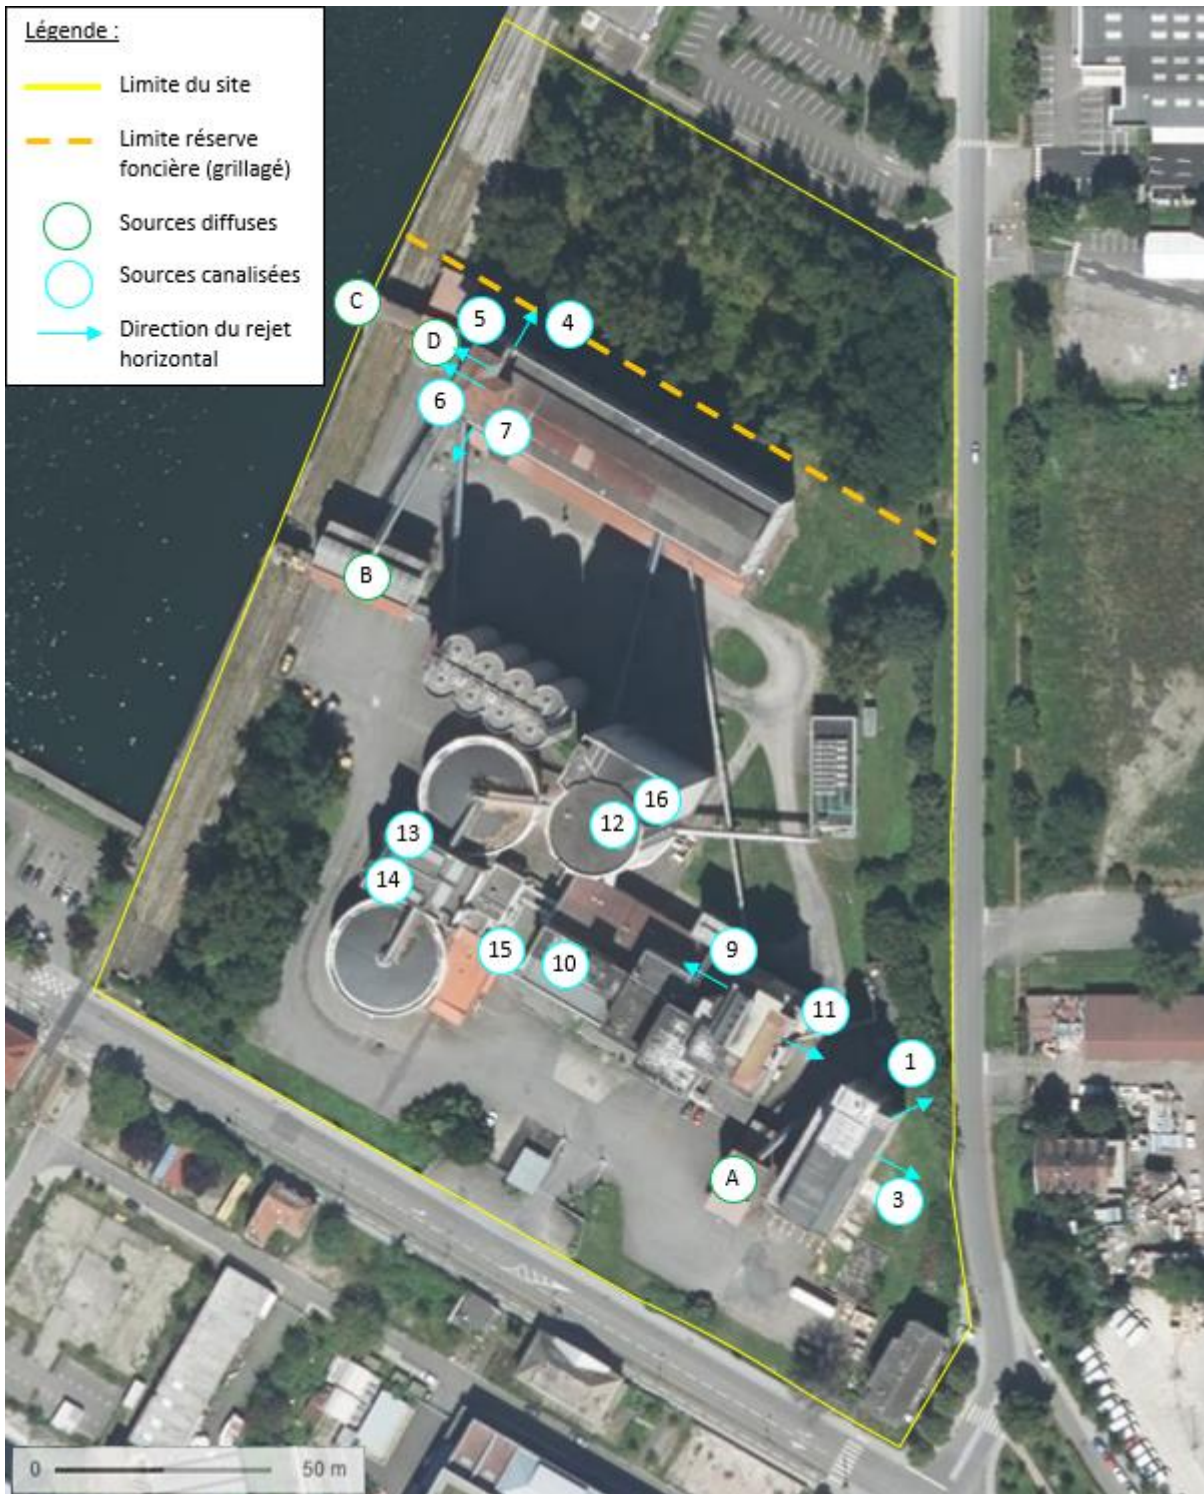 Légende :
Limite du site
Limite réserve
foncière (grillagé)
Sources diffuses
Sources canalisées
Direction du rejet
horizontal
C
5
4
D
6
7
B
16
12
13
14
15
10
9
11
1
A
3
0
50 m